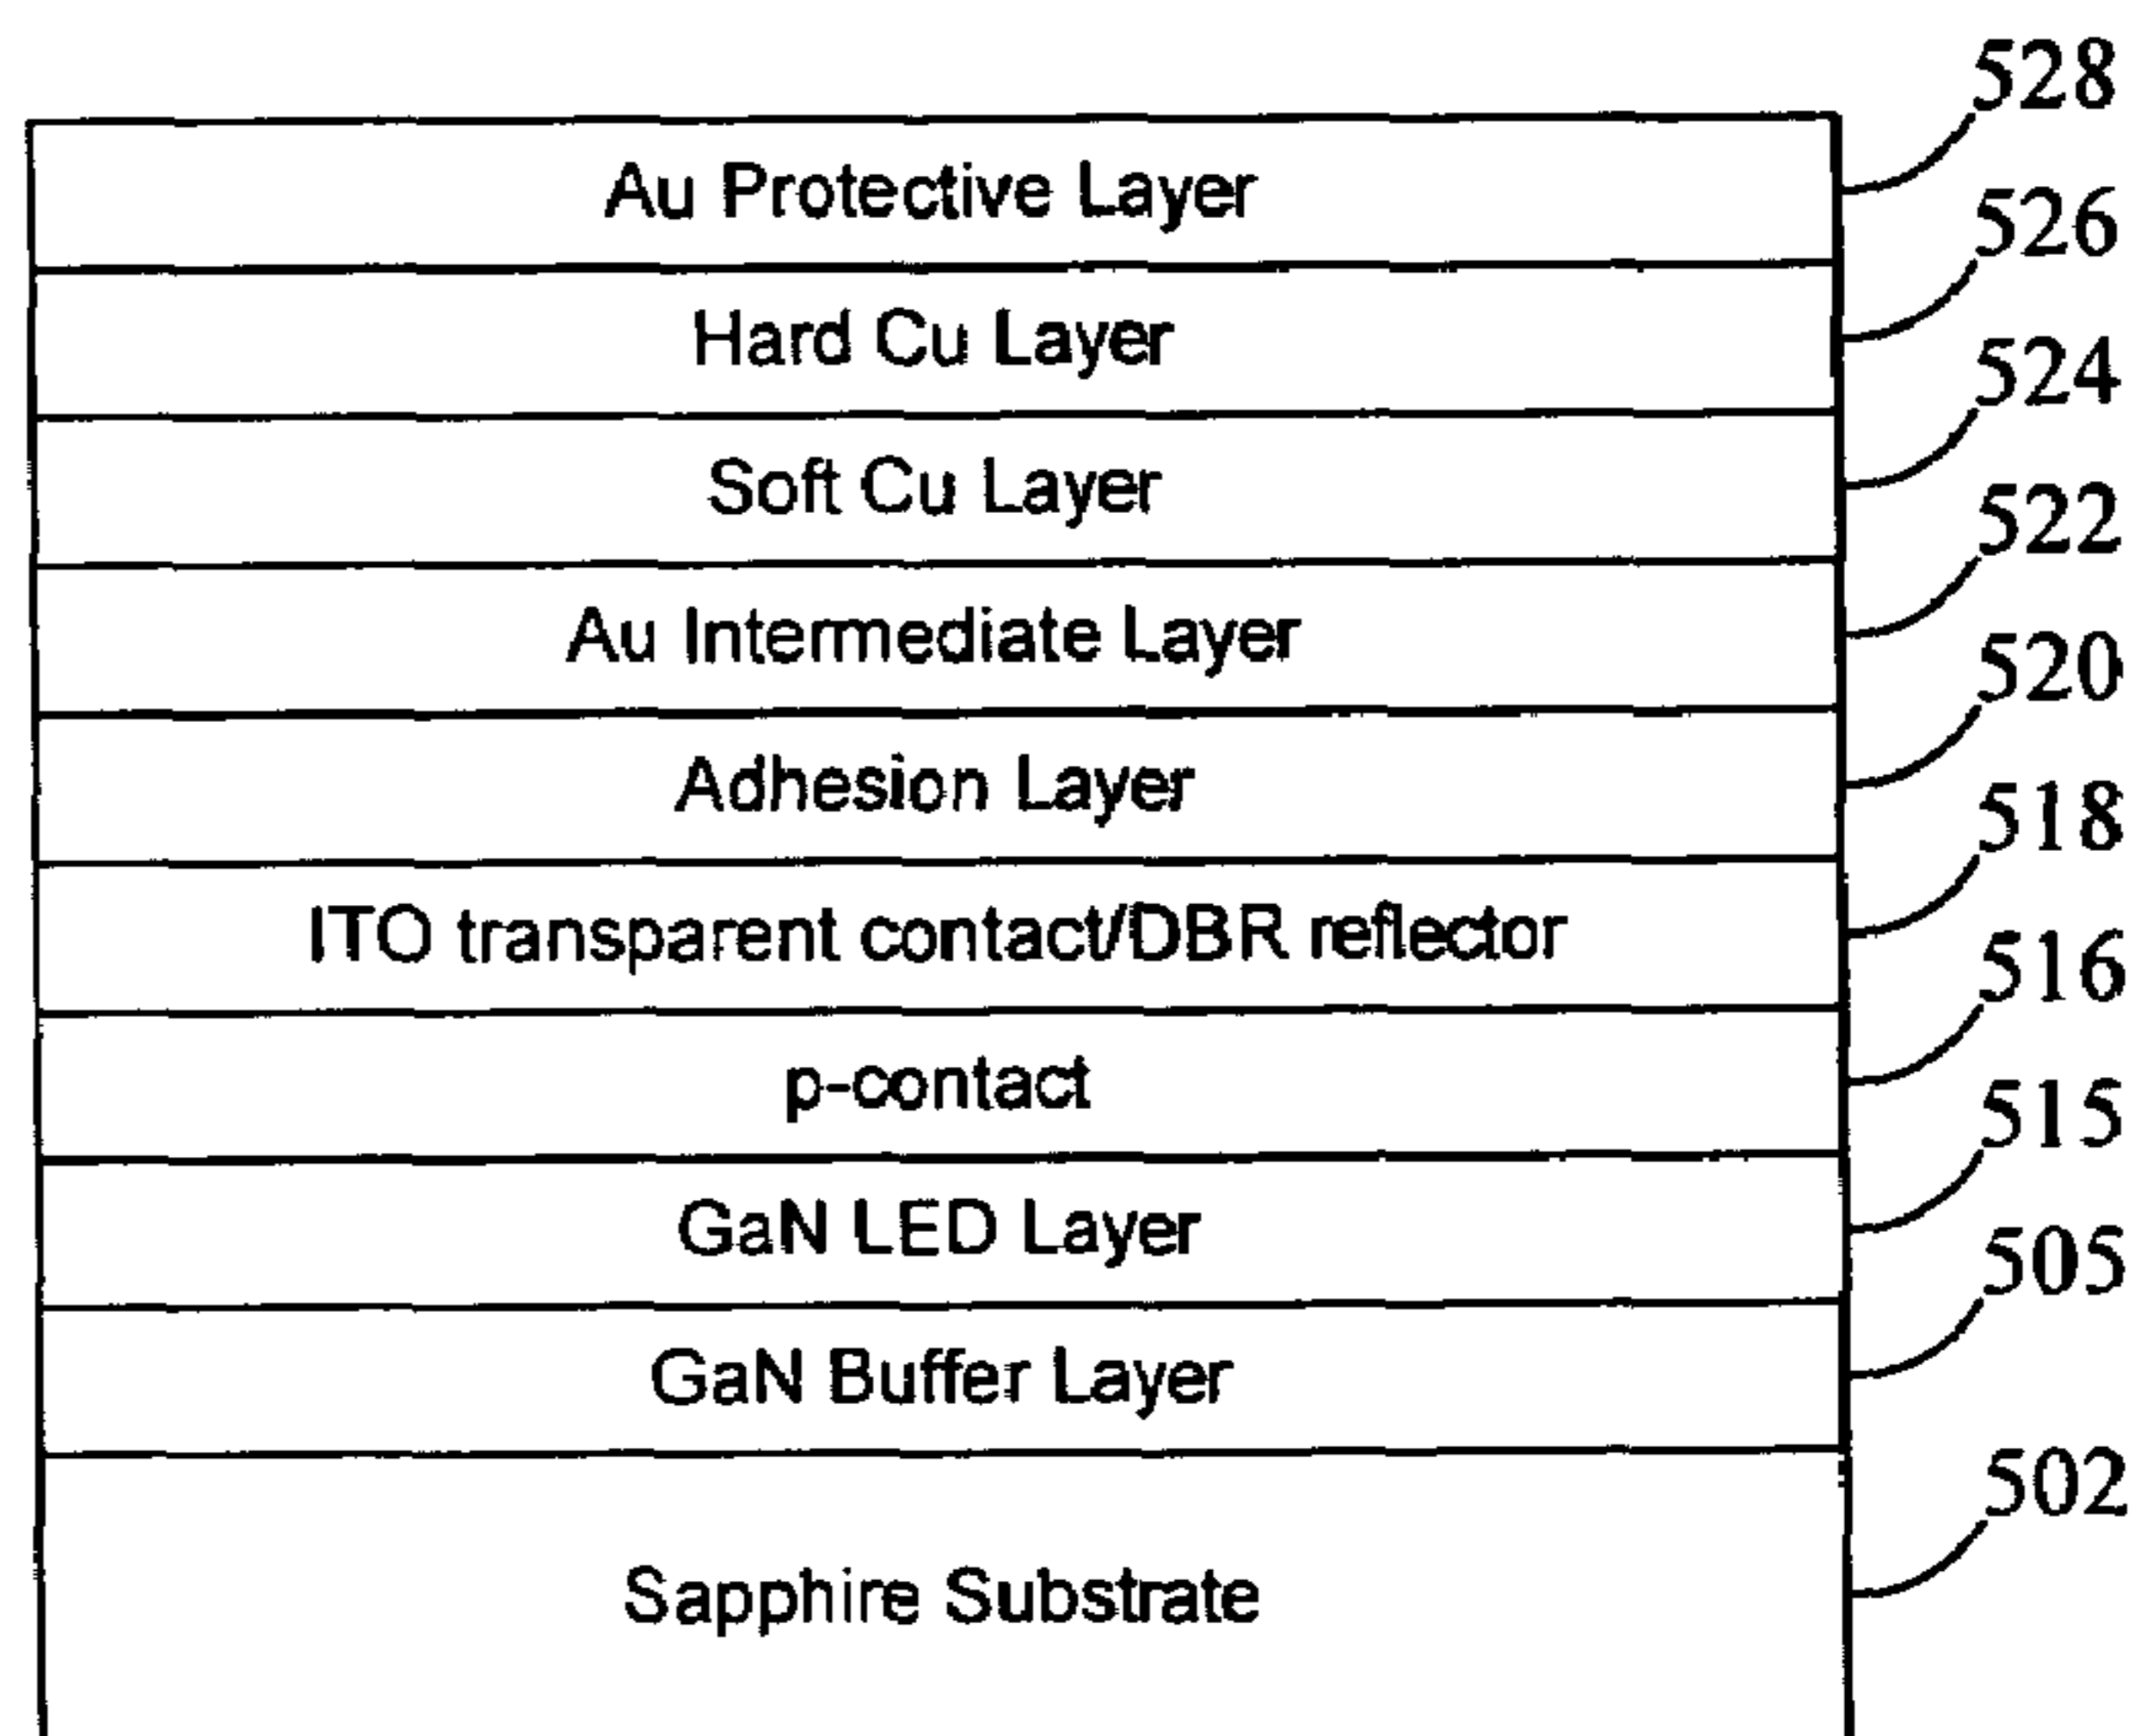 528
Au Protective Layer
526
Hard Cu Layer
524
Soft Cu Layer
522
Au Intermediate Layer
520
Adhesion Layer
518
ITO transparent contact/DBR reflector
516
p-contact
515
GaN LED Layer
505
GaN Buffer Layer
502
Sapphire Substrate